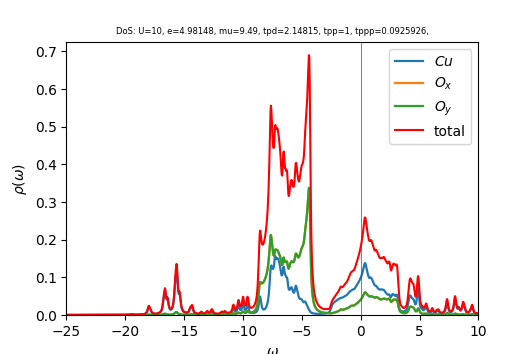 DoS: U=10, e=4.98148, mu=9.49, tpd=2.14815, tpp=1, tppp=0.0925926,
ρ(ω)
0.7
0.6
0.5
0.4
0.3
0.2
0.1
0.0
Cu
O_x
O_y
total
−25 −20 −15 −10 −5 0 5 10
ω